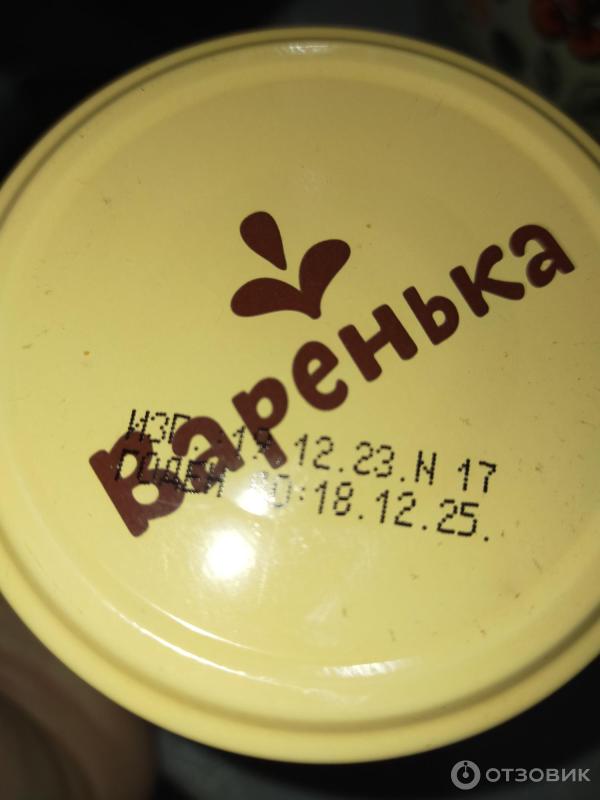 Варенька
ИЗГ .:19.12.23.N 17
ГОДЕН ДО:18.12.25.
ОТЗОВИК